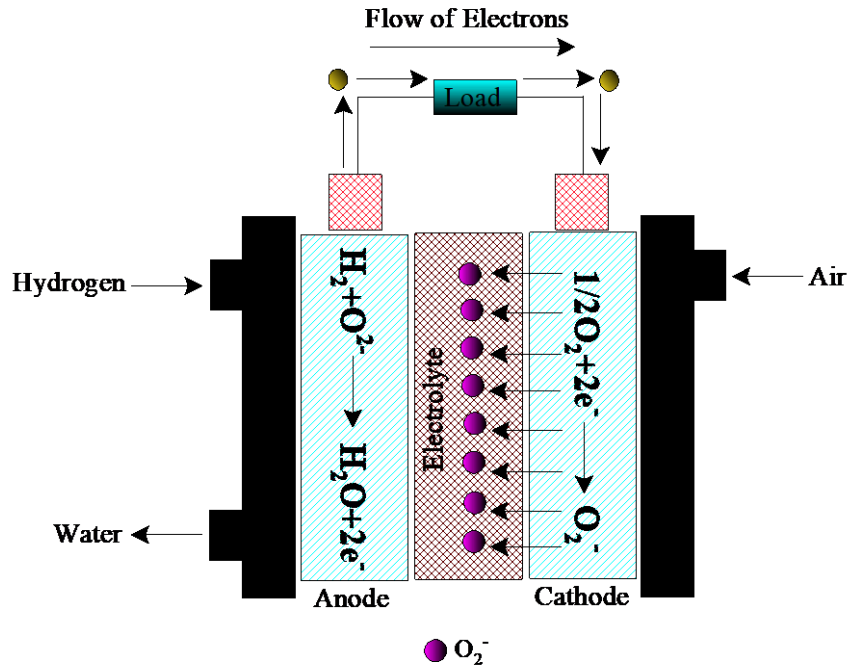 Flow of Electrons
Load
Hydrogen
Air
H₂+O²⁻
H₂O+2e⁻
Electrolyte
1/2O₂+2e⁻
O₂⁻
Water
Anode
Cathode
O₂⁻